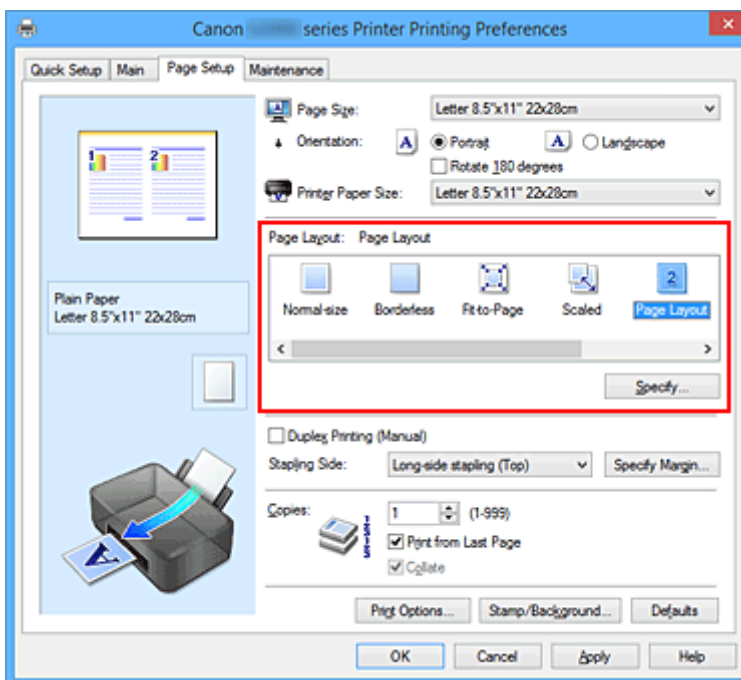 Canon series Printer Printing Preferences
Quick Setup Main Page Setup Maintenance
1 2
Plain Paper
Letter 8.5"x11" 22x28cm
Page Size: Letter 8.5"x11" 22x28cm
Orientation: A Portrait A Landscape
Rotate 180 degrees
Printer Paper Size: Letter 8.5"x11" 22x28cm
Page Layout: Page Layout
2
Normal-size Borderless Fit-to-Page Scaled Page Layout
Specify...
Duplex Printing (Manual)
Stapling Side: Long-side stapling (Top) Specify Margin...
Copies: 1 (1-999)
Print from Last Page
Collate
A
Print Options... Stamp/Background... Defaults
OK Cancel Apply Help